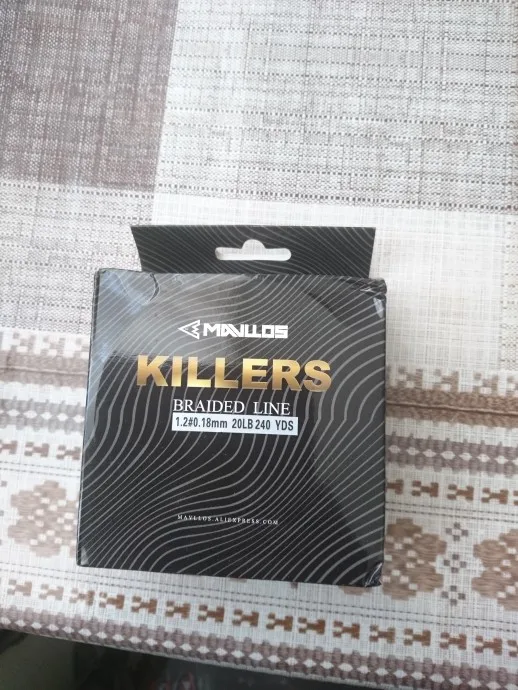 MAVLLOS
KILLERS
BRAIDED LINE
1.2#0.18mm 20LB 240 YDS
MAVLLOS.ALIEXPRESS.COM